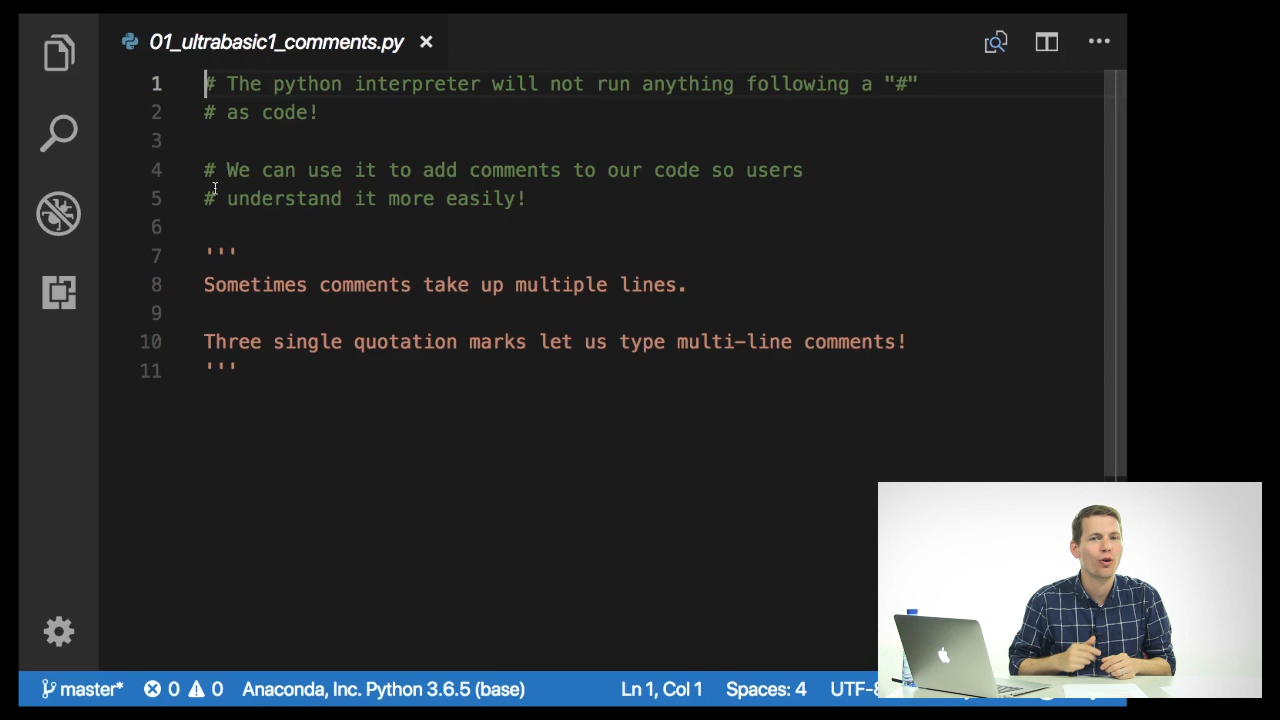 01_ultrabasic1_comments.py
1 # The python interpreter will not run anything following a "#"
2 # as code!
3
4 # We can use it to add comments to our code so users
5 # understand it more easily!
6
7 '''
8 Sometimes comments take up multiple lines.
9
10 Three single quotation marks let us type multi-line comments!
11 '''
master* 0 0 Anaconda, Inc. Python 3.6.5 (base) Ln 1, Col 1 Spaces: 4